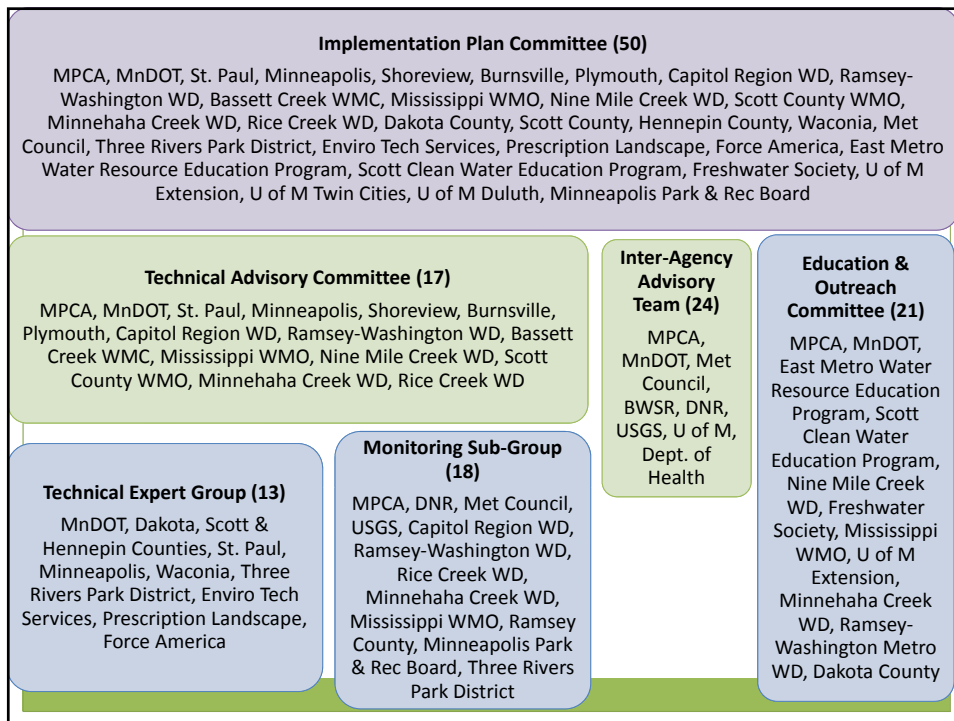 Implementation Plan Committee (50)
MPCA, MnDOT, St. Paul, Minneapolis, Shoreview, Burnsville, Plymouth, Capitol Region WD, Ramsey-
Washington WD, Bassett Creek WMC, Mississippi WMO, Nine Mile Creek WD, Scott County WMO,
Minnehaha Creek WD, Rice Creek WD, Dakota County, Scott County, Hennepin County, Waconia, Met
Council, Three Rivers Park District, Enviro Tech Services, Prescription Landscape, Force America, East Metro
Water Resource Education Program, Scott Clean Water Education Program, Freshwater Society, U of M
Extension, U of M Twin Cities, U of M Duluth, Minneapolis Park & Rec Board
Technical Advisory Committee (17)
MPCA, MnDOT, St. Paul, Minneapolis, Shoreview, Burnsville,
Plymouth, Capitol Region WD, Ramsey-Washington WD, Bassett
Creek WMC, Mississippi WMO, Nine Mile Creek WD, Scott
County WMO, Minnehaha Creek WD, Rice Creek WD
Inter-Agency
Advisory
Team (24)
MPCA,
MnDOT, Met
Council,
BWSR, DNR,
USGS, U of M,
Dept. of
Health
Education &
Outreach
Committee (21)
MPCA, MnDOT,
East Metro Water
Resource Education
Program, Scott
Clean Water
Education Program,
Nine Mile Creek
WD, Freshwater
Society, Mississippi
WMO, U of M
Extension,
Minnehaha Creek
WD, Ramsey-
Washington Metro
WD, Dakota County
Technical Expert Group (13)
MnDOT, Dakota, Scott &
Hennepin Counties, St. Paul,
Minneapolis, Waconia, Three
Rivers Park District, Enviro Tech
Services, Prescription Landscape,
Force America
Monitoring Sub-Group
(18)
MPCA, DNR, Met Council,
USGS, Capitol Region WD,
Ramsey-Washington WD,
Rice Creek WD,
Minnehaha Creek WD,
Mississippi WMO, Ramsey
County, Minneapolis Park
& Rec Board, Three Rivers
Park District